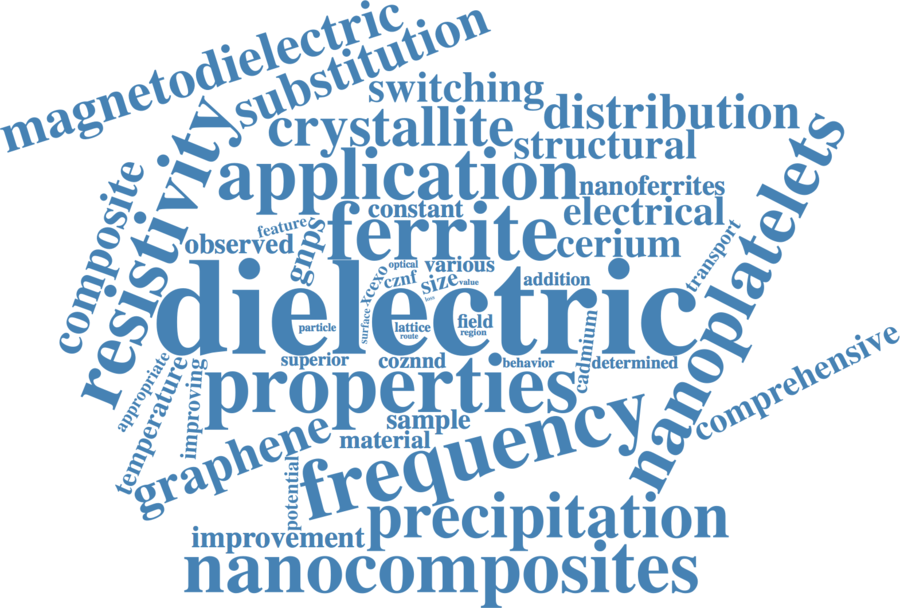 magnetodielectric
substitution
switching
distribution
crystallite
structural
resistivity
application
nanoplatelets
composite
nanoferrites
constant
electrical
feature
ferrite
cerium
observed
gnps
transport
optical
various
xcexo
cznf
size
value
addition
dielectric
loss
surface
particle
lattice
field
route
region
cadmium
superior
coznnd
behavior
determined
appropriate
temperature
improving
properties
comprehensive
sample
graphene
material
frequency
potential
precipitation
improvement
nanocomposites